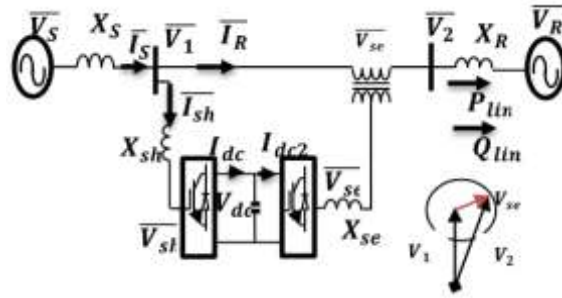 V_S X_S I_S V_1 I_R V_se V_2 X_R V_R
I_sh P_lin
X_sh I_dc I_dc2 Q_lin
V_dc V_se V_se
V_sh X_se V_1 V_2